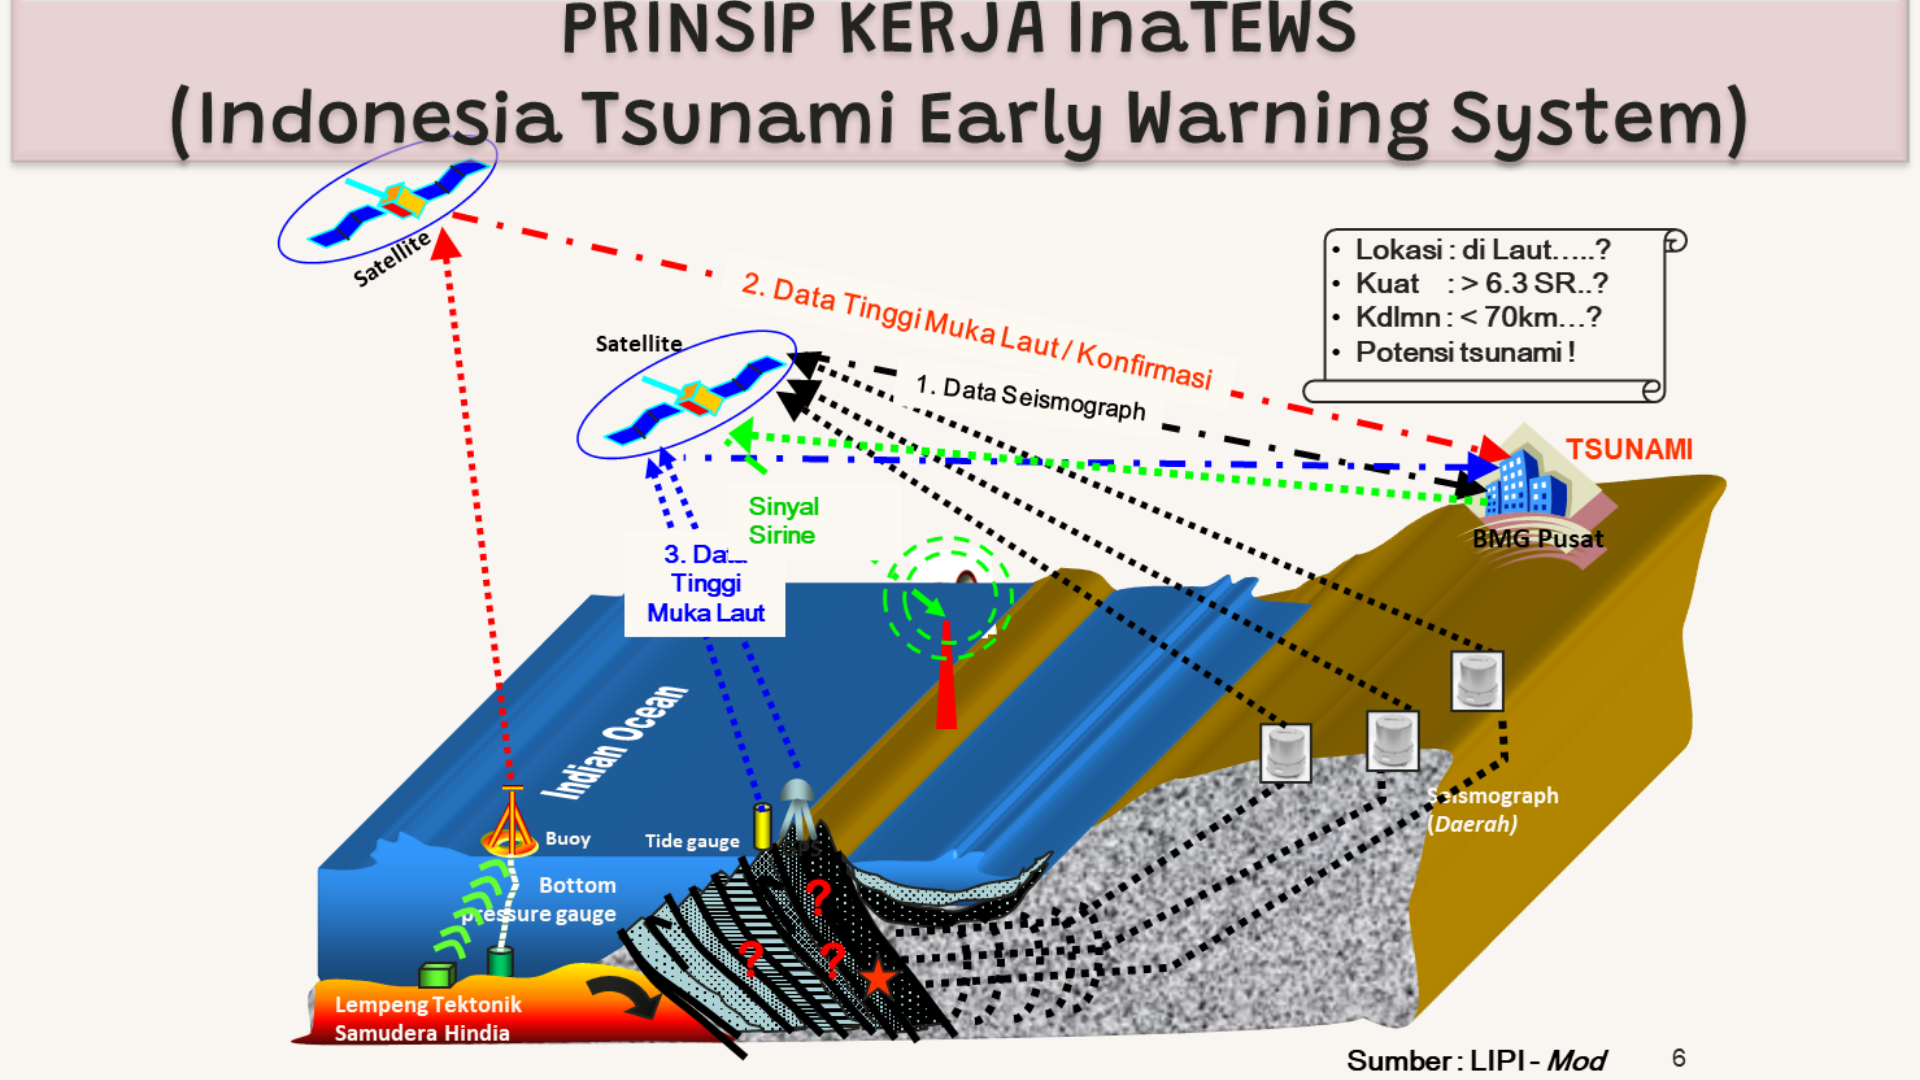 PRINSIP KERJA InaTEWS
(Indonesia Tsunami Early Warning System)
Satellite
• Lokasi : di Laut…..?
• Kuat : > 6.3 SR..?
• Kdlmn : < 70km…?
• Potensi tsunami !
2. Data Tinggi Muka Laut / Konfirmasi
Satellite
1. Data Seismograph
TSUNAMI
Sinyal
Sirine
BMG Pusat
3. Data
Tinggi
Muka Laut
Indian Ocean
Seismograph
(Daerah)
Buoy
Tide gauge
Bottom
pressure gauge
?
?
?
Lempeng Tektonik
Samudera Hindia
Sumber : LIPI - Mod
6